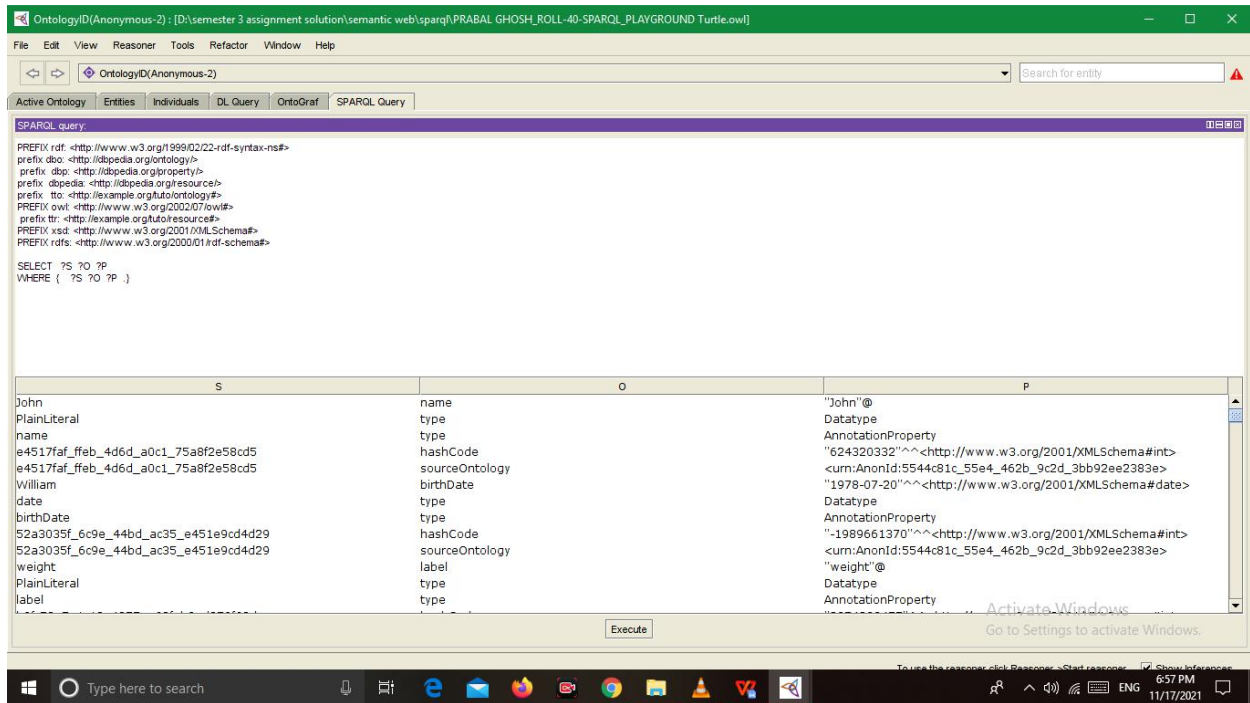 OntologyID(Anonymous-2) : [D:\semester 3 assignment solution\semantic web\sparql\PRABAL GHOSH_ROLL-40-SPARQL_PLAYGROUND Turtle.owl]
File Edit View Reasoner Tools Refactor Window Help
OntologyID(Anonymous-2) Search for entity
Active Ontology Entities Individuals DL Query OntoGraf SPARQL Query
SPARQL query:
PREFIX rdf: <http://www.w3.org/1999/02/22-rdf-syntax-ns#>
prefix dbo: <http://dbpedia.org/ontology/>
prefix dbp: <http://dbpedia.org/property/>
prefix dbpedia: <http://dbpedia.org/resource/>
prefix tto: <http://example.org/tuto/ontology#>
PREFIX owl: <http://www.w3.org/2002/07/owl#>
prefix ttr: <http://example.org/tuto/resource#>
PREFIX xsd: <http://www.w3.org/2001/XMLSchema#>
PREFIX rdfs: <http://www.w3.org/2000/01/rdf-schema#>
SELECT ?S ?O ?P
WHERE { ?S ?O ?P .}
S O P
John name "John"@
PlainLiteral type Datatype
name type AnnotationProperty
e4517faf_ffeb_4d6d_a0c1_75a8f2e58cd5 hashCode "624320332"^^<http://www.w3.org/2001/XMLSchema#int>
e4517faf_ffeb_4d6d_a0c1_75a8f2e58cd5 sourceOntology <urn:AnonId:5544c81c_55e4_462b_9c2d_3bb92ee2383e>
William birthDate "1978-07-20"^^<http://www.w3.org/2001/XMLSchema#date>
date type Datatype
birthDate type AnnotationProperty
52a3035f_6c9e_44bd_ac35_e451e9cd4d29 hashCode "-1989661370"^^<http://www.w3.org/2001/XMLSchema#int>
52a3035f_6c9e_44bd_ac35_e451e9cd4d29 sourceOntology <urn:AnonId:5544c81c_55e4_462b_9c2d_3bb92ee2383e>
weight label "weight"@
PlainLiteral type Datatype
label type AnnotationProperty
Activate Windows
Execute Go to Settings to activate Windows.
To use the reasoner click Reasoner->Start reasoner Show Inferences
Type here to search ENG 6:57 PM
11/17/2021